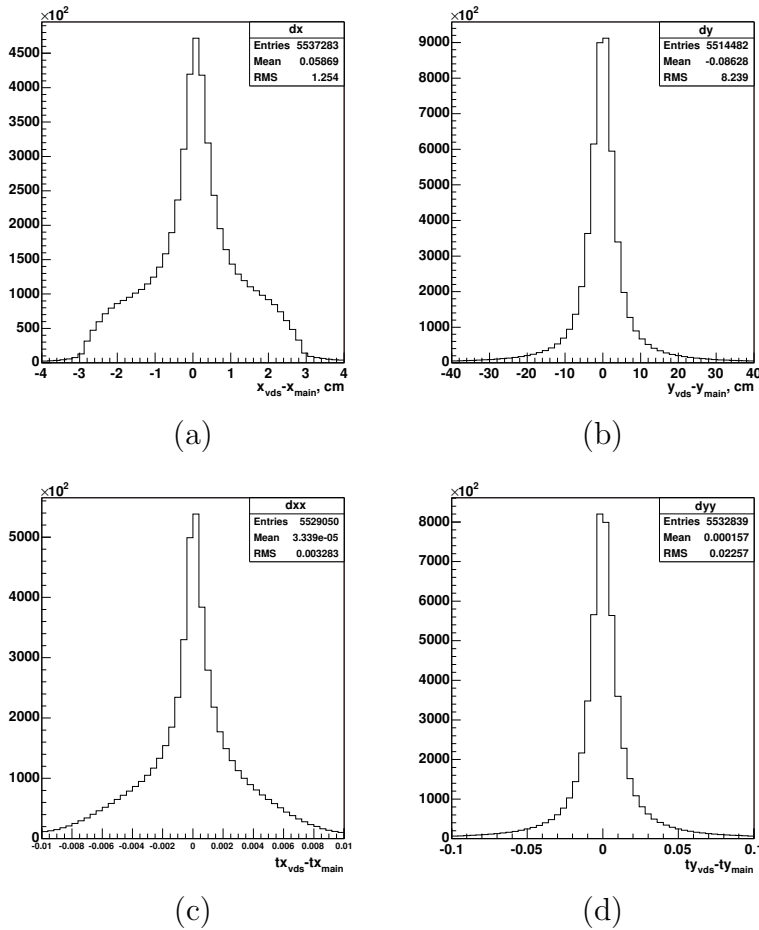 ×10²
dx
Entries 5537283
Mean 0.05869
RMS 1.254
4500
4000
3500
3000
2500
2000
1500
1000
500
0
-4 -3 -2 -1 0 1 2 3 4
x_vds-x_main, cm
(a)
×10²
dy
Entries 5514482
Mean -0.08628
RMS 8.239
9000
8000
7000
6000
5000
4000
3000
2000
1000
0
-40 -30 -20 -10 0 10 20 30 40
y_vds-y_main, cm
(b)
×10²
dxx
Entries 5529050
Mean 3.339e-05
RMS 0.003283
5000
4000
3000
2000
1000
0
-0.01 -0.008 -0.006 -0.004 -0.002 0 0.002 0.004 0.006 0.008 0.01
tx_vds-tx_main
(c)
×10²
dyy
Entries 5532839
Mean 0.000157
RMS 0.02257
8000
7000
6000
5000
4000
3000
2000
1000
0
-0.1 -0.05 0 0.05 0.1
ty_vds-ty_main
(d)